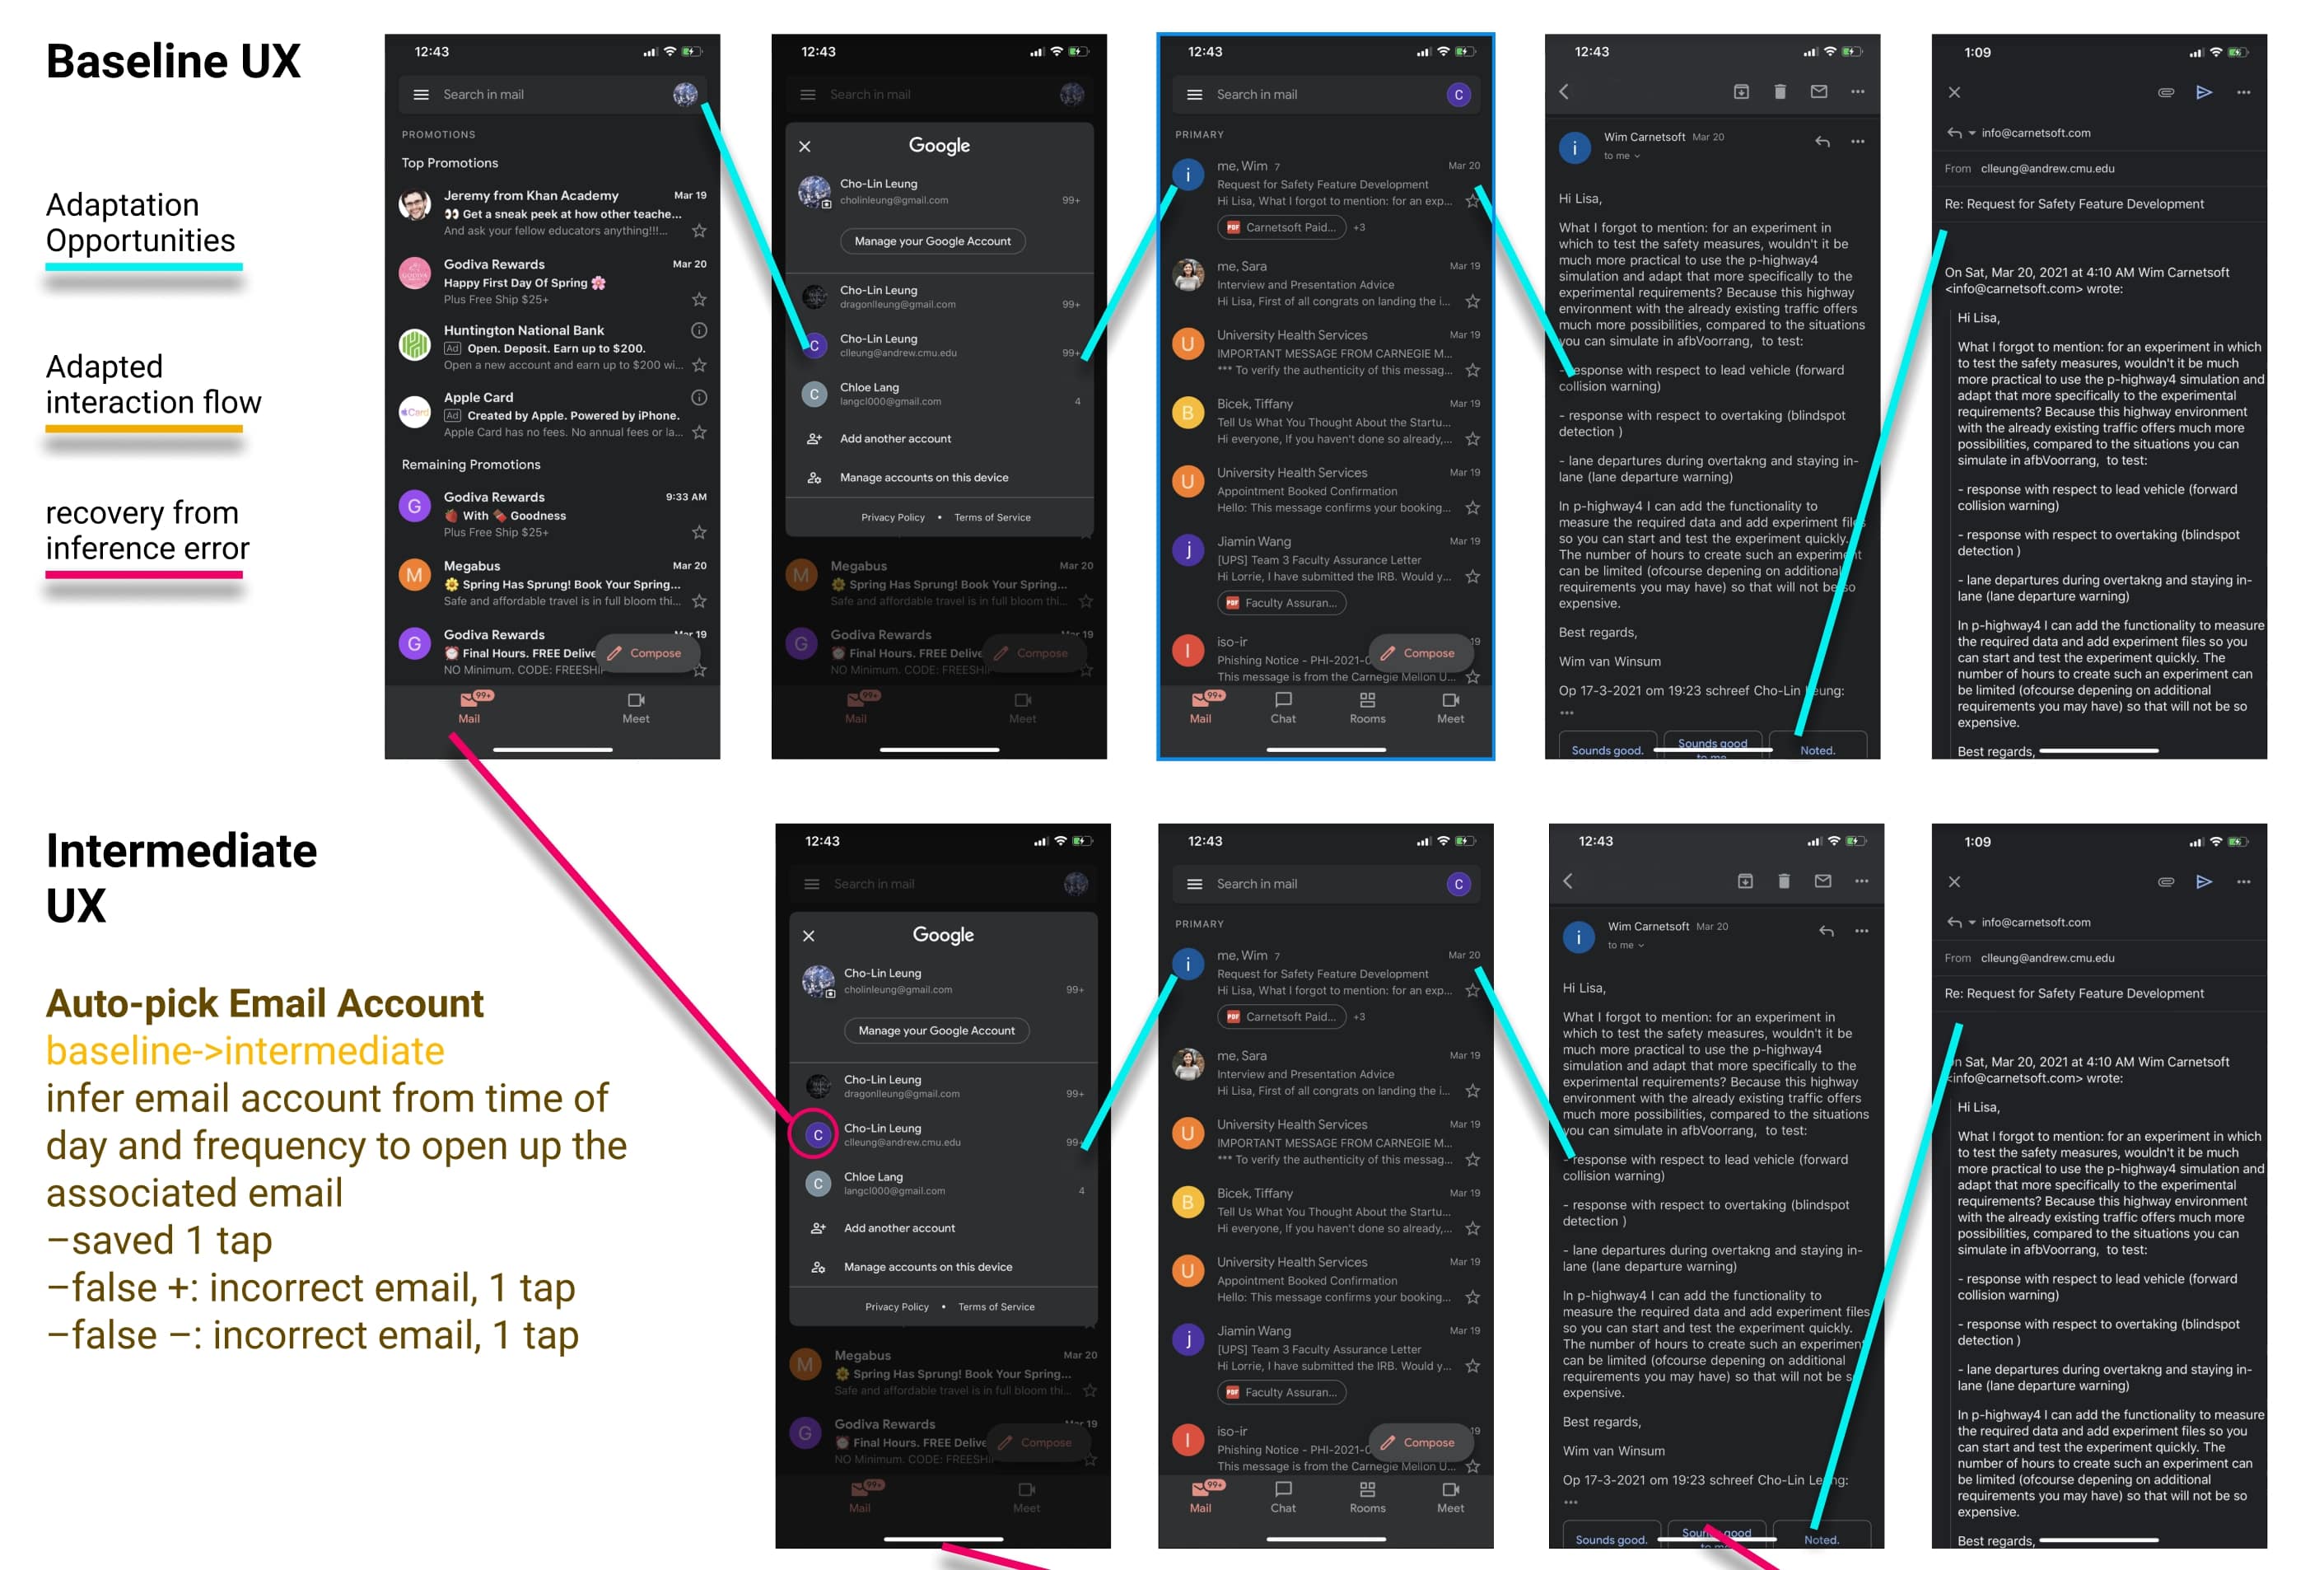 Baseline UX
Adaptation
Opportunities
Adapted
interaction flow
recovery from
inference error
12:43
Search in mail
PROMOTIONS
Top Promotions
Jeremy from Khan Academy Mar 19
👀 Get a sneak peek at how other teache...
And ask your fellow educators anything!!!...
Godiva Rewards Mar 20
Happy First Day Of Spring 🌸
Plus Free Ship $25+
Huntington National Bank
Ad Open. Deposit. Earn up to $200.
Open a new account and earn up to $200 wi...
Apple Card
Ad Created by Apple. Powered by iPhone.
Apple Card has no fees. No annual fees or la...
Remaining Promotions
Godiva Rewards 9:33 AM
🍓 With 🍫 Goodness
Plus Free Ship $25+
Megabus Mar 20
🌼 Spring Has Sprung! Book Your Spring...
Safe and affordable travel is in full bloom thi...
Godiva Rewards Mar 19
⏰ Final Hours. FREE Delive
NO Minimum. CODE: FREESHI
Compose
99+
Mail Meet
12:43
Search in mail
Google
Cho-Lin Leung
cholinleung@gmail.com 99+
Manage your Google Account
Cho-Lin Leung
dragonlleung@gmail.com 99+
C Cho-Lin Leung
clleung@andrew.cmu.edu 99+
C Chloe Lang
langcl000@gmail.com 4
Add another account
Manage accounts on this device
Privacy Policy • Terms of Service
Megabus Mar 20
🌼 Spring Has Sprung! Book Your Spring...
Safe and affordable travel is in full bloom thi...
Godiva Rewards Mar 19
⏰ Final Hours. FREE Delive
NO Minimum. CODE: FREESHI
Compose
99+
Mail Meet
12:43
Search in mail C
PRIMARY
me, Wim 7 Mar 20
Request for Safety Feature Development
Hi Lisa, What I forgot to mention: for an exp...
PDF Carnetsoft Paid... +3
me, Sara Mar 19
Interview and Presentation Advice
Hi Lisa, First of all congrats on landing the i...
University Health Services Mar 19
IMPORTANT MESSAGE FROM CARNEGIE M...
*** To verify the authenticity of this messag...
Bicek, Tiffany Mar 19
Tell Us What You Thought About the Startu...
Hi everyone, If you haven't done so already,...
University Health Services Mar 19
Appointment Booked Confirmation
Hello: This message confirms your booking...
Jiamin Wang Mar 19
[UPS] Team 3 Faculty Assurance Letter
Hi Lorrie, I have submitted the IRB. Would y...
PDF Faculty Assuran...
iso-ir 19
Phishing Notice - PHI-2021-0
This message is from the Carnegie Mellon U...
Compose
99+
Mail Chat Rooms Meet
12:43
Wim Carnetsoft Mar 20
to me
Hi Lisa,
What I forgot to mention: for an experiment in
which to test the safety measures, wouldn't it be
much more practical to use the p-highway4
simulation and adapt that more specifically to the
experimental requirements? Because this highway
environment with the already existing traffic offers
much more possibilities, compared to the situations
you can simulate in afbVoorrang, to test:
- response with respect to lead vehicle (forward
collision warning)
- response with respect to overtaking (blindspot
detection )
- lane departures during overtakng and staying in-
lane (lane departure warning)
In p-highway4 I can add the functionality to
measure the required data and add experiment files
so you can start and test the experiment quickly.
The number of hours to create such an experiment
can be limited (ofcourse depening on additional
requirements you may have) so that will not be so
expensive.
Best regards,
Wim van Winsum
Op 17-3-2021 om 19:23 schreef Cho-Lin Leung:
...
Sounds good. Sounds good to me. Noted.
1:09
info@carnetsoft.com
From clleung@andrew.cmu.edu
Re: Request for Safety Feature Development
On Sat, Mar 20, 2021 at 4:10 AM Wim Carnetsoft
<info@carnetsoft.com> wrote:
Hi Lisa,
What I forgot to mention: for an experiment in which
to test the safety measures, wouldn't it be much
more practical to use the p-highway4 simulation and
adapt that more specifically to the experimental
requirements? Because this highway environment
with the already existing traffic offers much more
possibilities, compared to the situations you can
simulate in afbVoorrang, to test:
- response with respect to lead vehicle (forward
collision warning)
- response with respect to overtaking (blindspot
detection )
- lane departures during overtakng and staying in-
lane (lane departure warning)
In p-highway4 I can add the functionality to measure
the required data and add experiment files so you
can start and test the experiment quickly. The
number of hours to create such an experiment can
be limited (ofcourse depening on additional
requirements you may have) so that will not be so
expensive.
Best regards,
Intermediate
UX
Auto-pick Email Account
baseline->intermediate
infer email account from time of
day and frequency to open up the
associated email
–saved 1 tap
–false +: incorrect email, 1 tap
–false –: incorrect email, 1 tap
12:43
Search in mail
Google
Cho-Lin Leung
cholinleung@gmail.com 99+
Manage your Google Account
Cho-Lin Leung
dragonlleung@gmail.com 99+
C Cho-Lin Leung
clleung@andrew.cmu.edu 99+
C Chloe Lang
langcl000@gmail.com 4
Add another account
Manage accounts on this device
Privacy Policy • Terms of Service
Megabus Mar 20
🌼 Spring Has Sprung! Book Your Spring...
Safe and affordable travel is in full bloom thi...
Godiva Rewards Mar 19
⏰ Final Hours. FREE Delive
NO Minimum. CODE: FREESHI
Compose
99+
Mail Meet
12:43
Search in mail C
PRIMARY
me, Wim 7 Mar 20
Request for Safety Feature Development
Hi Lisa, What I forgot to mention: for an exp...
PDF Carnetsoft Paid... +3
me, Sara Mar 19
Interview and Presentation Advice
Hi Lisa, First of all congrats on landing the i...
University Health Services Mar 19
IMPORTANT MESSAGE FROM CARNEGIE M...
*** To verify the authenticity of this messag...
Bicek, Tiffany Mar 19
Tell Us What You Thought About the Startu...
Hi everyone, If you haven't done so already,...
University Health Services Mar 19
Appointment Booked Confirmation
Hello: This message confirms your booking...
Jiamin Wang Mar 19
[UPS] Team 3 Faculty Assurance Letter
Hi Lorrie, I have submitted the IRB. Would y...
PDF Faculty Assuran...
iso-ir 19
Phishing Notice - PHI-2021-0
This message is from the Carnegie Mellon U...
Compose
99+
Mail Chat Rooms Meet
12:43
Wim Carnetsoft Mar 20
to me
Hi Lisa,
What I forgot to mention: for an experiment in
which to test the safety measures, wouldn't it be
much more practical to use the p-highway4
simulation and adapt that more specifically to the
experimental requirements? Because this highway
environment with the already existing traffic offers
much more possibilities, compared to the situations
you can simulate in afbVoorrang, to test:
- response with respect to lead vehicle (forward
collision warning)
- response with respect to overtaking (blindspot
detection )
- lane departures during overtakng and staying in-
lane (lane departure warning)
In p-highway4 I can add the functionality to
measure the required data and add experiment files
so you can start and test the experiment quickly.
The number of hours to create such an experiment
can be limited (ofcourse depening on additional
requirements you may have) so that will not be so
expensive.
Best regards,
Wim van Winsum
Op 17-3-2021 om 19:23 schreef Cho-Lin Leung:
...
Sounds good. Sounds good to me. Noted.
1:09
info@carnetsoft.com
From clleung@andrew.cmu.edu
Re: Request for Safety Feature Development
On Sat, Mar 20, 2021 at 4:10 AM Wim Carnetsoft
<info@carnetsoft.com> wrote:
Hi Lisa,
What I forgot to mention: for an experiment in which
to test the safety measures, wouldn't it be much
more practical to use the p-highway4 simulation and
adapt that more specifically to the experimental
requirements? Because this highway environment
with the already existing traffic offers much more
possibilities, compared to the situations you can
simulate in afbVoorrang, to test:
- response with respect to lead vehicle (forward
collision warning)
- response with respect to overtaking (blindspot
detection )
- lane departures during overtakng and staying in-
lane (lane departure warning)
In p-highway4 I can add the functionality to measure
the required data and add experiment files so you
can start and test the experiment quickly. The
number of hours to create such an experiment can
be limited (ofcourse depening on additional
requirements you may have) so that will not be so
expensive.
Best regards,